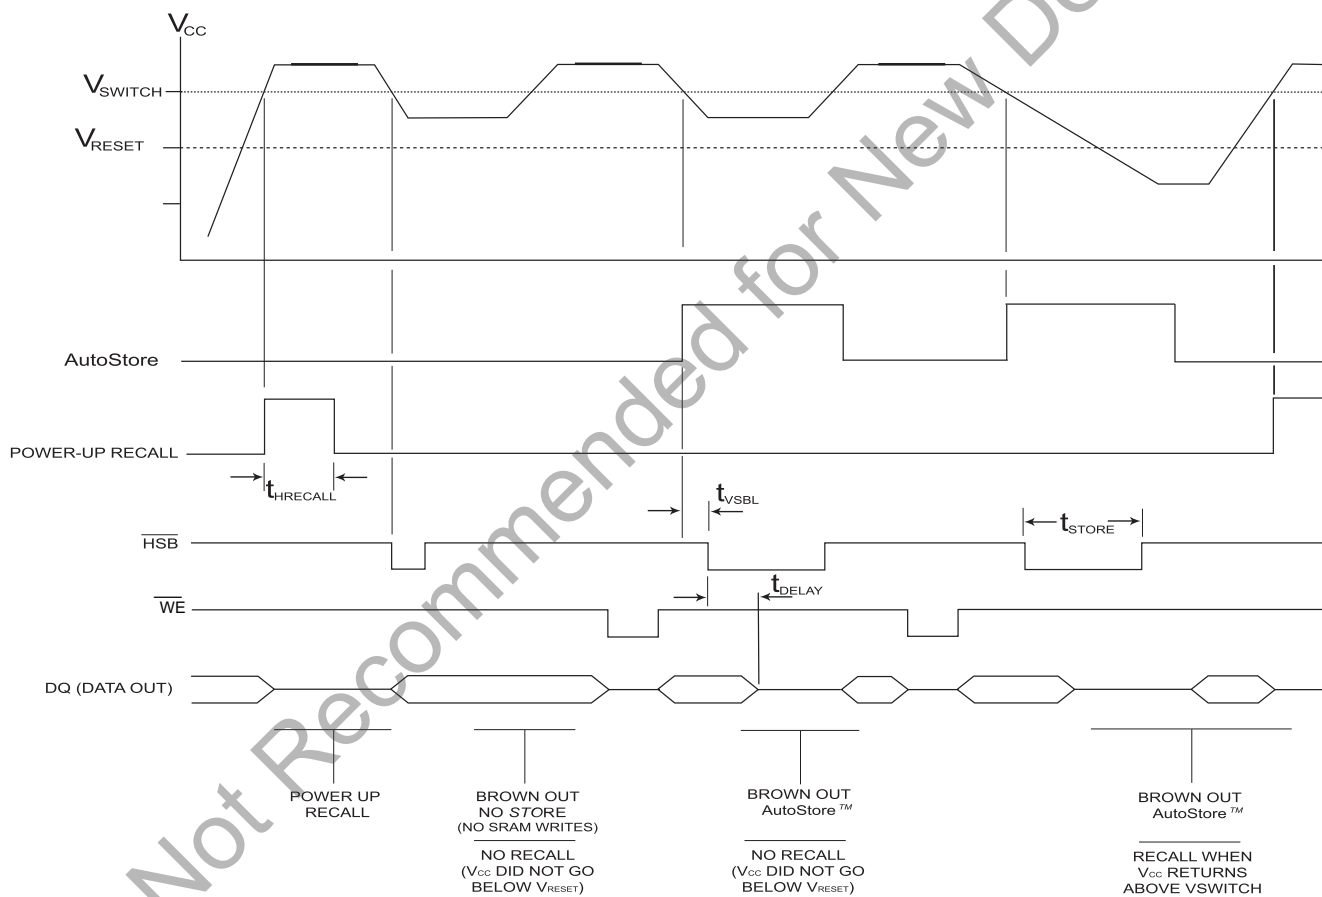 VCC
VSWITCH
VRESET
AutoStore
POWER-UP RECALL
tHRECALL
tVSBL
tSTORE
HSB
tDELAY
WE
DQ (DATA OUT)
POWER UP
RECALL
BROWN OUT
NO STORE
(NO SRAM WRITES)
NO RECALL
(VCC DID NOT GO
BELOW VRESET)
BROWN OUT
AutoStore™
NO RECALL
(VCC DID NOT GO
BELOW VRESET)
BROWN OUT
AutoStore™
RECALL WHEN
VCC RETURNS
ABOVE VSWITCH
Not Recommended for New De